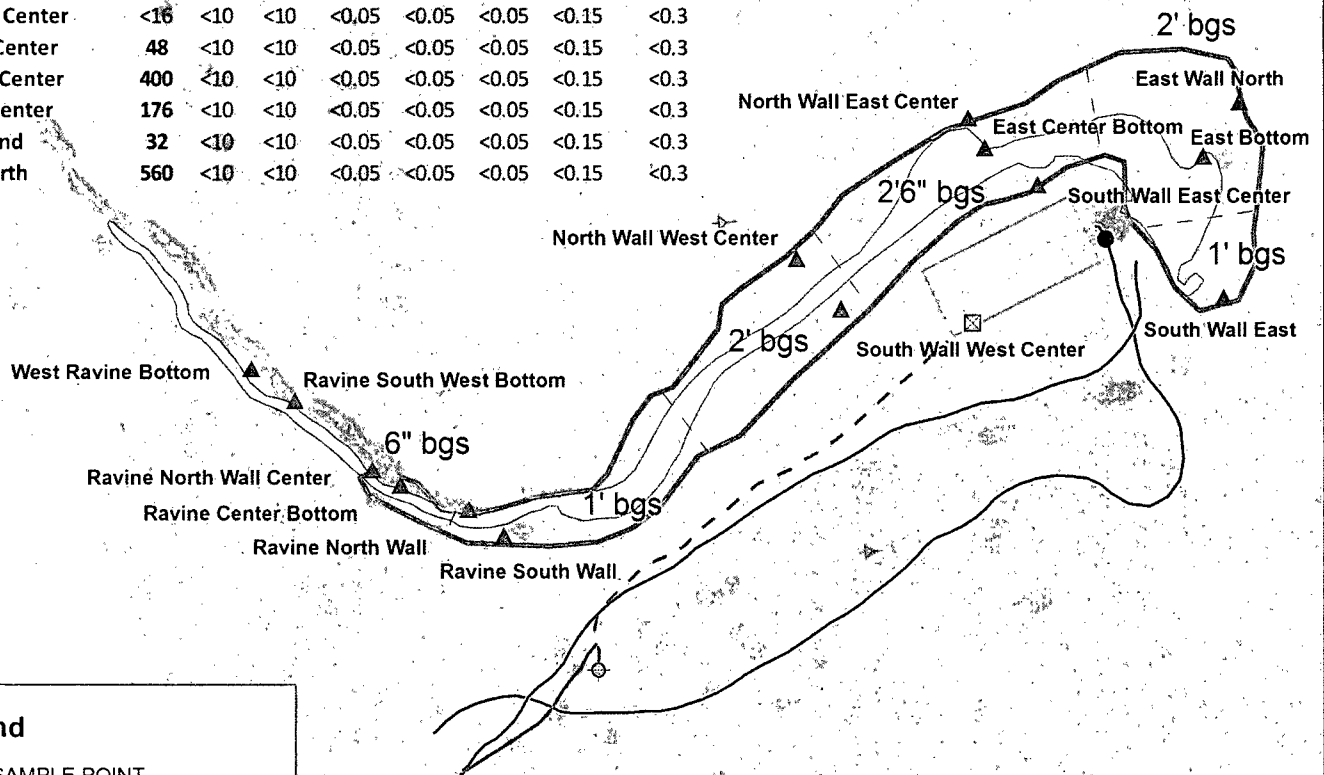 Center <16 <10 <10 <0.05 <0.05 <0.05 <0.15 <0.3
Center 48 <10 <10 <0.05 <0.05 <0.05 <0.15 <0.3
Center 400 <10 <10 <0.05 <0.05 <0.05 <0.15 <0.3
enter 176 <10 <10 <0.05 <0.05 <0.05 <0.15 <0.3
nd 32 <10 <10 <0.05 <0.05 <0.05 <0.15 <0.3
rth 560 <10 <10 <0.05 <0.05 <0.05 <0.15 <0.3
2' bgs
East Wall North
North Wall East Center
East Center Bottom
East Bottom
2'6" bgs
South Wall East Center
North Wall West Center
1' bgs
South Wall East
2' bgs
South Wall West Center
West Ravine Bottom
Ravine South West Bottom
6" bgs
Ravine North Wall Center
1' bgs
Ravine Center Bottom
Ravine North Wall
Ravine South Wall
nd
SAMPLE POINT